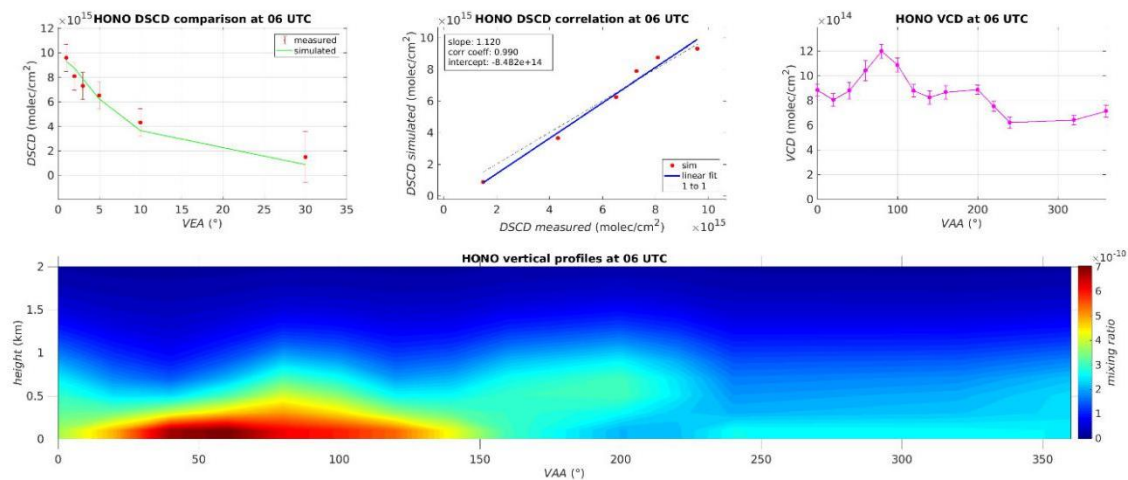 HONO DSCD comparison at 06 UTC
×10^15
DSCD (molec/cm²)
14
12
10
8
6
4
2
0
measured
simulated
0 5 10 15 20 25 30 35
VEA (°)
HONO DSCD correlation at 06 UTC
×10^15
DSCD simulated (molec/cm²)
10
8
6
4
2
0
slope: 1.120
corr coeff: 0.990
intercept: -8.482e+14
sim
linear fit
1 to 1
0 2 4 6 8 10
DSCD measured (molec/cm²)
×10^15
HONO VCD at 06 UTC
×10^14
VCD (molec/cm²)
14
12
10
8
6
4
2
0
0 100 200 300
VAA (°)
HONO vertical profiles at 06 UTC
height (km)
2
1.5
1
0.5
0
0 50 100 150 200 250 300 350
VAA (°)
×10^-10
7
6
5
4
3
2
1
0
mixing ratio